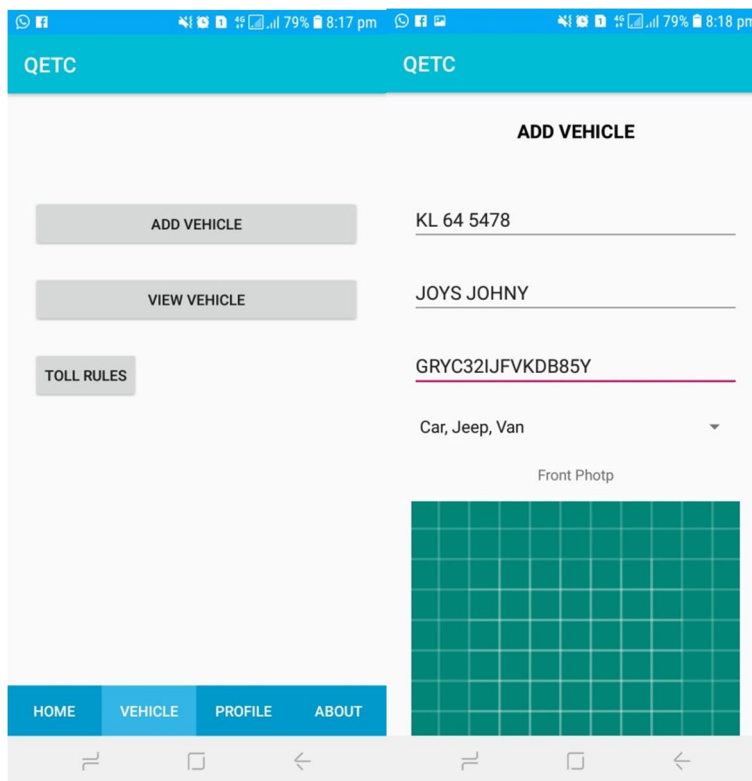 79% 8:17 pm
QETC
ADD VEHICLE
VIEW VEHICLE
TOLL RULES
HOME VEHICLE PROFILE ABOUT
79% 8:18 pm
QETC
ADD VEHICLE
KL 64 5478
JOYS JOHNY
GRYC32IJFVKDB85Y
Car, Jeep, Van
Front Photp